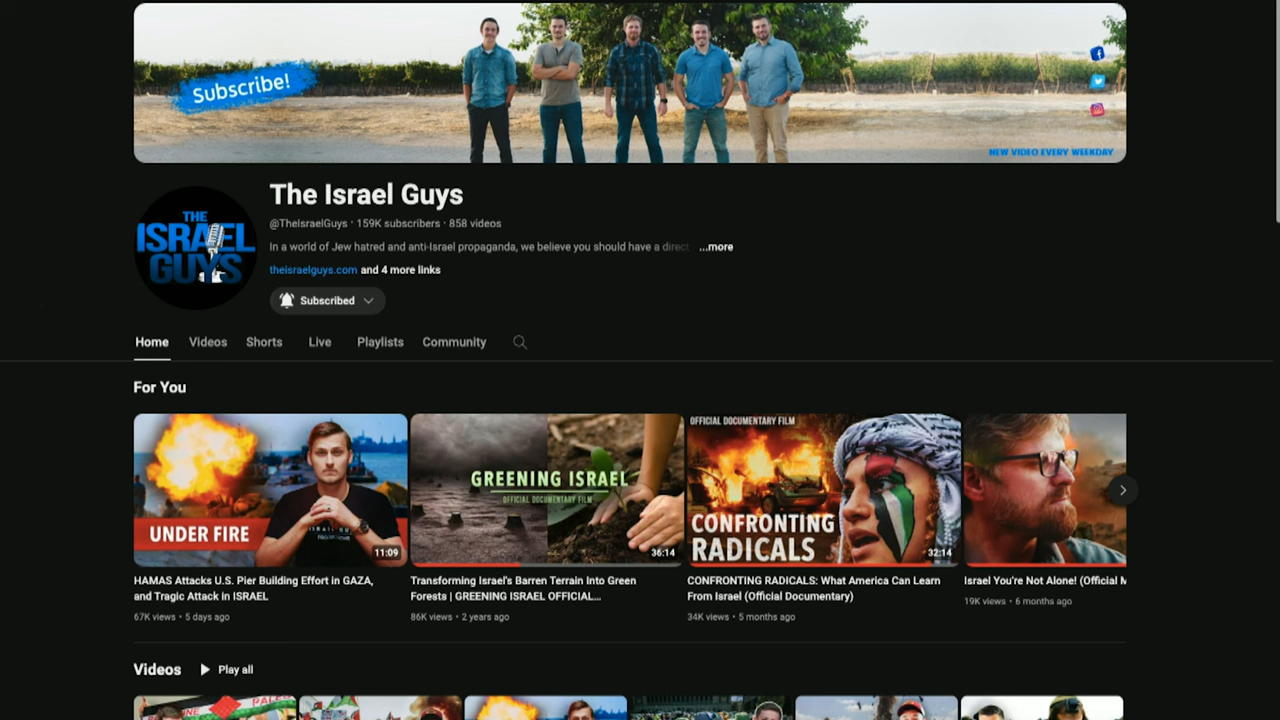 Subscribe!
NEW VIDEO EVERY WEEKDAY
THE
ISRAEL
GUYS
The Israel Guys
@TheIsraelGuys · 159K subscribers · 858 videos
In a world of Jew hatred and anti-Israel propaganda, we believe you should have a direct ...more
theisraelguys.com and 4 more links
Subscribed
Home Videos Shorts Live Playlists Community
For You
UNDER FIRE
11:09
GREENING ISRAEL
OFFICIAL DOCUMENTARY FILM
36:14
OFFICIAL DOCUMENTARY FILM
CONFRONTING
RADICALS
32:14
HAMAS Attacks U.S. Pier Building Effort in GAZA,
and Tragic Attack in ISRAEL
67K views • 5 days ago
Transforming Israel's Barren Terrain Into Green
Forests | GREENING ISRAEL OFFICIAL...
86K views • 2 years ago
CONFRONTING RADICALS: What America Can Learn
From Israel (Official Documentary)
34K views • 5 months ago
Israel You're Not Alone! (Official M
19K views • 6 months ago
Videos Play all